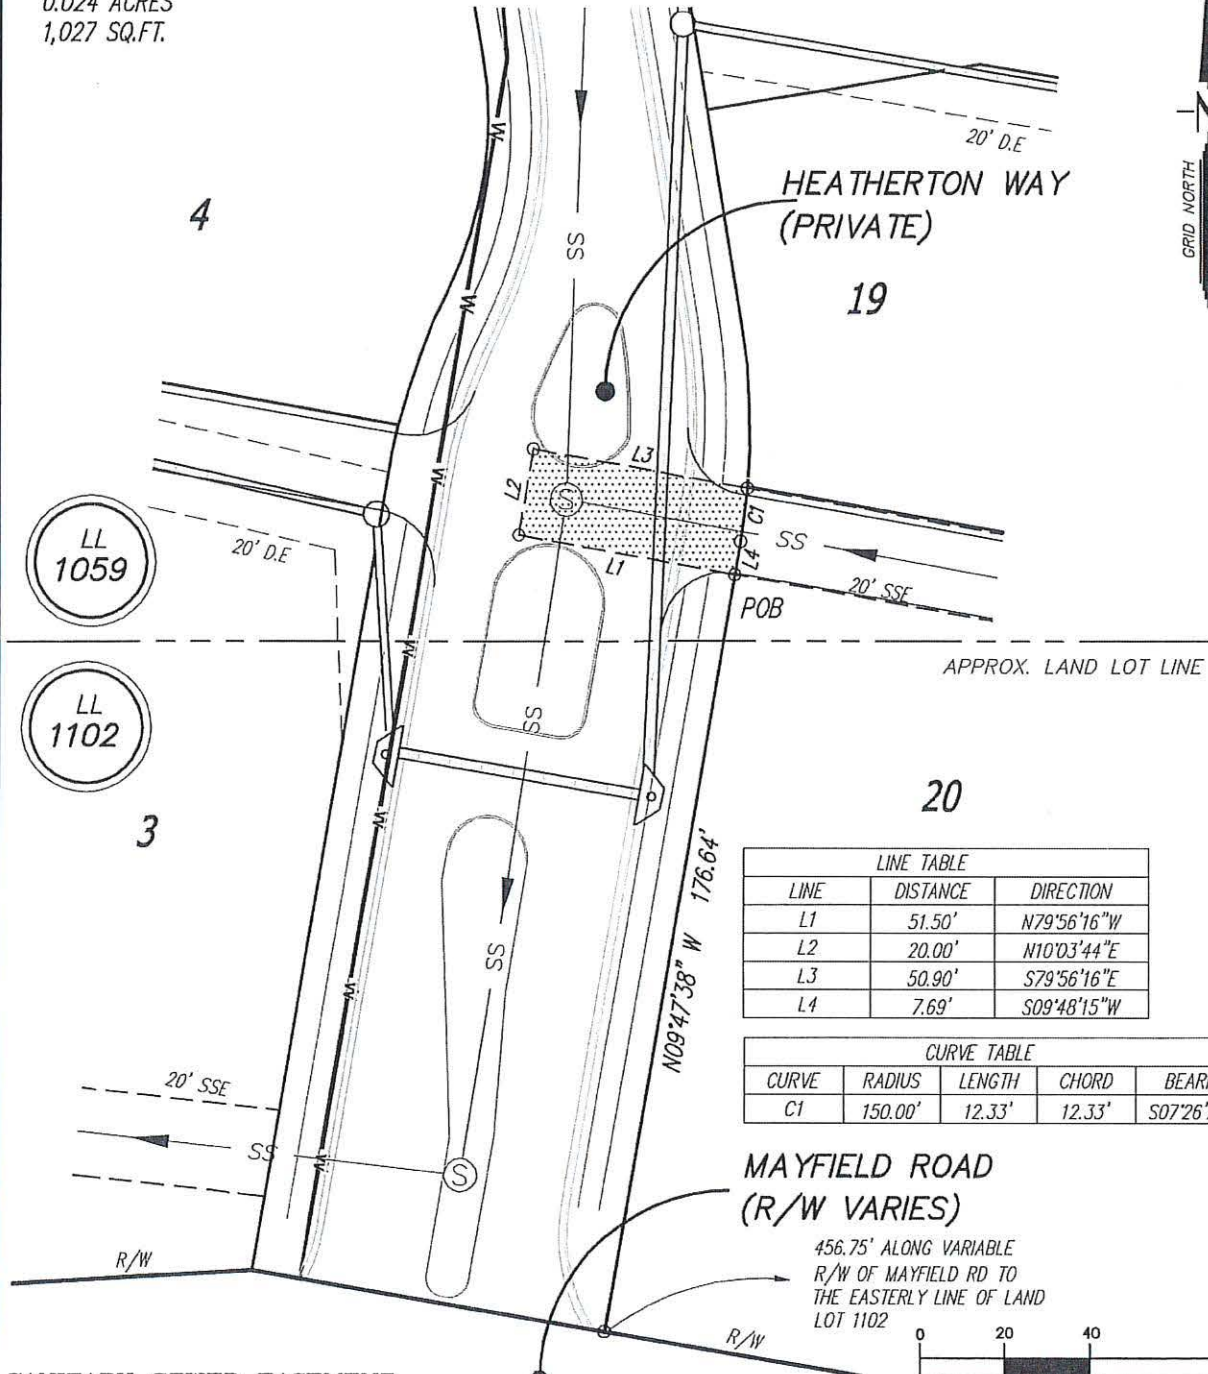 0.024 ACRES
1,027 SQ.FT.
20' D.E
HEATHERTON WAY
(PRIVATE)
GRID NORTH
N
4
19
W
SS
W
W
L3
L2
S
C1
SS
L4
L1
20' SSE
POB
LL
1059
20' D.E
W
APPROX. LAND LOT LINE
LL
1102
SS
W
3
20
N09°47'38" W 176.64'
LINE TABLE
LINE DISTANCE DIRECTION
L1 51.50' N79°56'16"W
L2 20.00' N10°03'44"E
L3 50.90' S79°56'16"E
L4 7.69' S09°48'15"W
CURVE TABLE
CURVE RADIUS LENGTH CHORD
C1 150.00' 12.33' 12.33' S07°26'
SS
W
20' SSE
SS
W
S
MAYFIELD ROAD
(R/W VARIES)
456.75' ALONG VARIABLE
R/W OF MAYFIELD RD TO
THE EASTERLY LINE OF LAND
LOT 1102
R/W
R/W
0 20 40